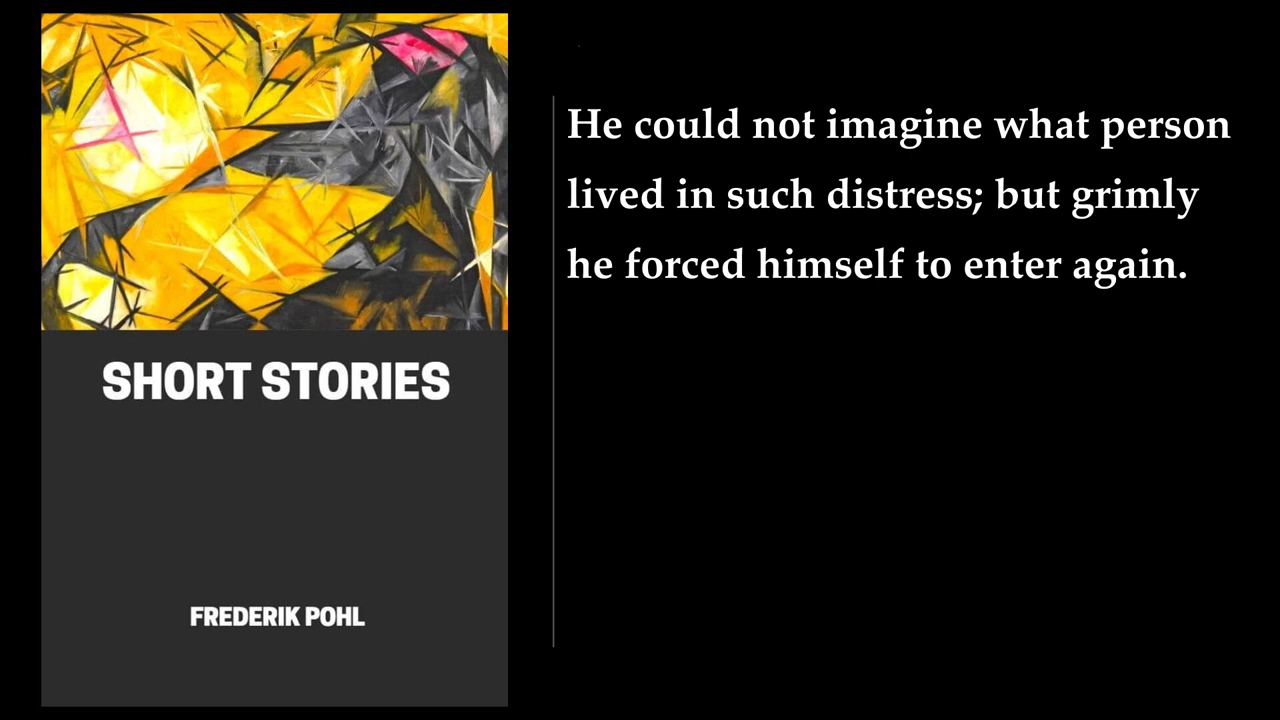 SHORT STORIES
FREDERIK POHL
He could not imagine what person
lived in such distress; but grimly
he forced himself to enter again.